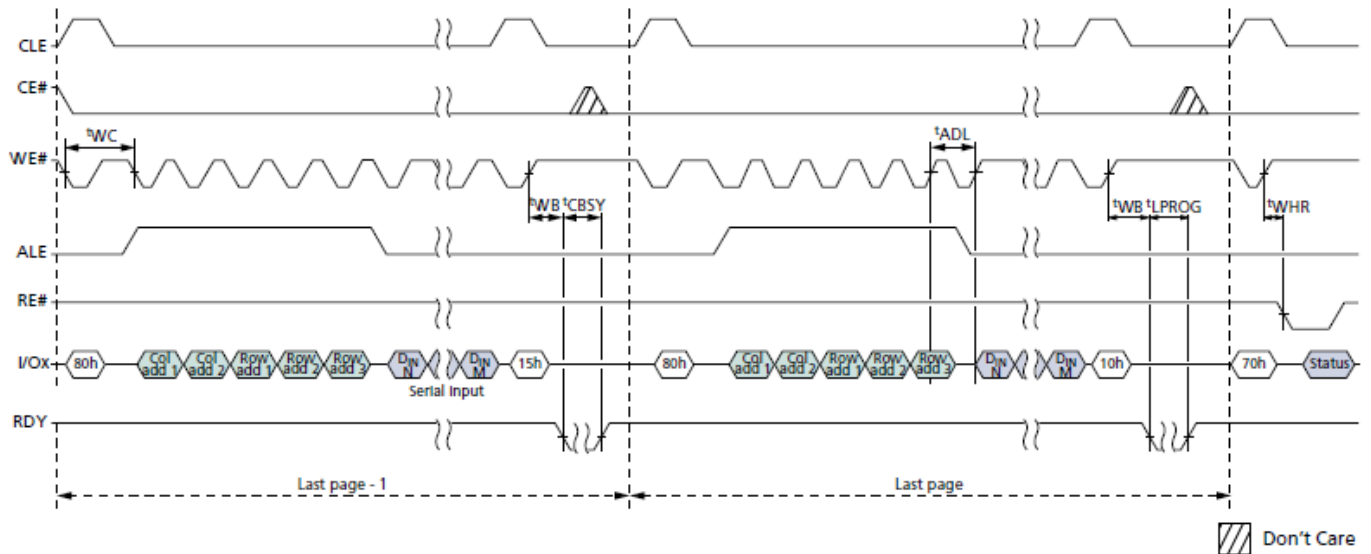 CLE
CE#
tWC
tADL
WE#
tWB tCBSY
tWB tLPROG
tWHR
ALE
RE#
I/Ox
80h
Col add 1
Col add 2
Row add 1
Row add 2
Row add 3
DIN N
DIN M
15h
80h
Col add 1
Col add 2
Row add 1
Row add 2
Row add 3
DIN N
DIN M
10h
70h
Status
Serial Input
RDY
Last page - 1
Last page
Don't Care